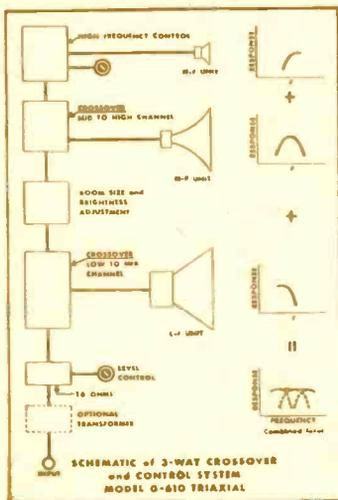 HIGH FREQUENCY CONTROL
RESPONSE
H-F UNIT
F
+
CROSSOVER
MID TO HIGH CHANNEL
RESPONSE
M-F UNIT
F
ROOM SIZE and
BRIGHTNESS
ADJUSTMENT
+
CROSSOVER
LOW TO MID
CHANNEL
RESPONSE
L-F UNIT
F
=
LEVEL
CONTROL
16 OHMS
RESPONSE
OPTIONAL
TRANSFORMER
FREQUENCY
Combined
INPUT
SCHEMATIC of 3-WAY CROSSOVER
and CONTROL SYSTEM
MODEL G-610 TRIAXIAL